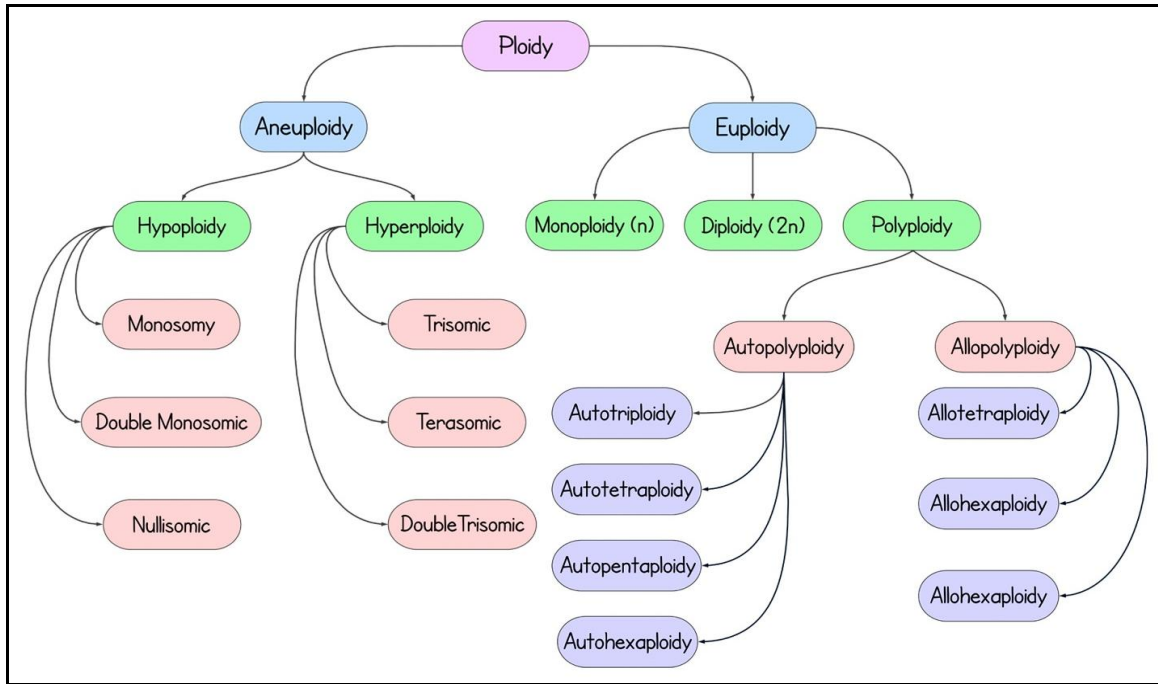 Ploidy
Aneuploidy
Euploidy
Hypoploidy
Hyperploidy
Monoploidy (n)
Diploidy (2n)
Polyploidy
Monosomy
Trisomic
Autopolyploidy
Allopolyploidy
Double Monosomic
Terasomic
Autotriploidy
Allotetraploidy
Nullisomic
DoubleTrisomic
Autotetraploidy
Allohexaploidy
Autopentaploidy
Allohexaploidy
Autohexaploidy